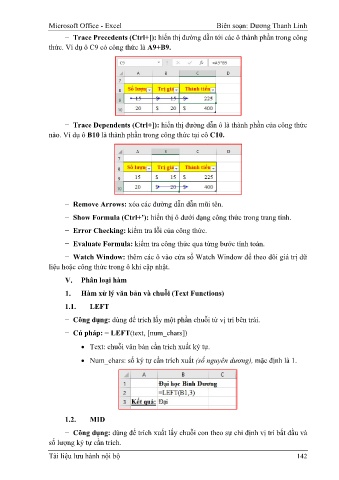 Microsoft Office - Excel Biên soạn: Dương Thanh Linh
− Trace Precedents (Ctrl+[): hiển thị đường dẫn tới các ô thành phần trong công
thức. Ví dụ ô C9 có công thức là A9+B9.
C9 fx =A9*B9
A B C D
7
8 Số lượng Trị giá Thành tiền
9 15 $ 15 $ 225
10 20 $ 20 $ 400
− Trace Dependents (Ctrl+]): hiển thị đường dẫn ô là thành phần của công thức
nào. Ví dụ ô B10 là thành phần trong công thức tại cô C10.
A B C D
7
8 Số lượng Trị giá Thành tiền
9 15 $ 15 $ 225
10 20 $ 20 $ 400
− Remove Arrows: xóa các đường dẫn dẫn mũi tên.
− Show Formula (Ctrl+'): hiển thị ô dưới dạng công thức trong trang tính.
− Error Checking: kiểm tra lỗi của công thức.
− Evaluate Formula: kiểm tra công thức qua từng bước tính toán.
− Watch Window: thêm các ô vào cửa sổ Watch Window để theo dõi giá trị dữ
liệu hoặc công thức trong ô khi cập nhật.
V. Phân loại hàm
1. Hàm xử lý văn bản và chuỗi (Text Functions)
1.1. LEFT
− Công dụng: dùng để trích lấy một phần chuỗi từ vị trí bên trái.
− Cú pháp: = LEFT(text, [num_chars])
• Text: chuỗi văn bản cần trích xuất ký tự.
• Num_chars: số ký tự cần trích xuất (số nguyên dương), mặc định là 1.
A B C
1 Đại học Bình Dương
2 =LEFT(B1,3)
3 Kết quả: Đại
1.2. MID
− Công dụng: dùng để trích xuất lấy chuỗi con theo sự chỉ định vị trí bắt đầu và
số lượng ký tự cần trích.
Tài liệu lưu hành nội bộ 142